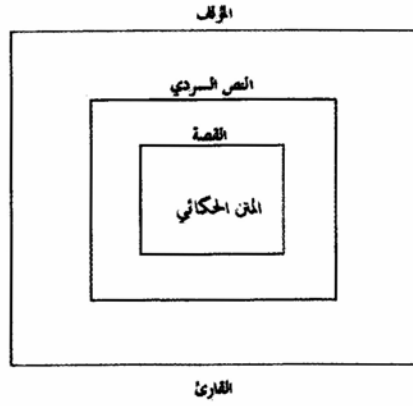 المؤلف
النص السردي
القصة
المتن الحكائي
القارئ